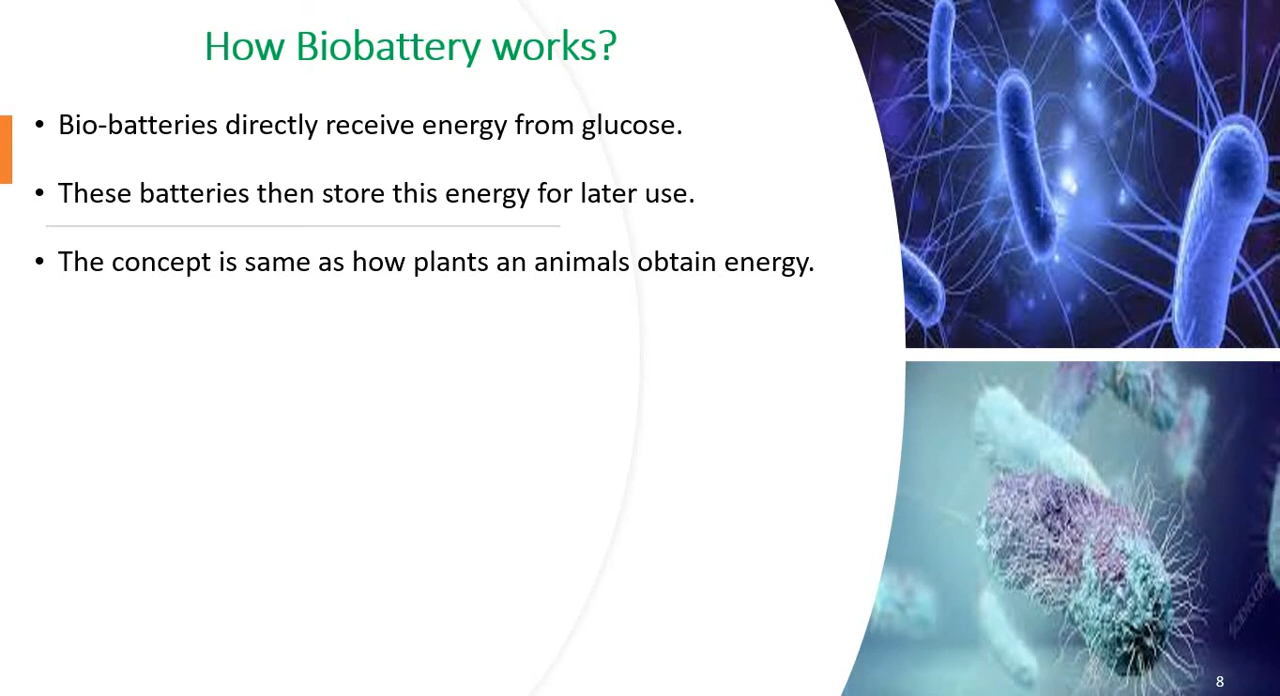 How Biobattery works?
• Bio-batteries directly receive energy from glucose.
• These batteries then store this energy for later use.
• The concept is same as how plants an animals obtain energy.
8